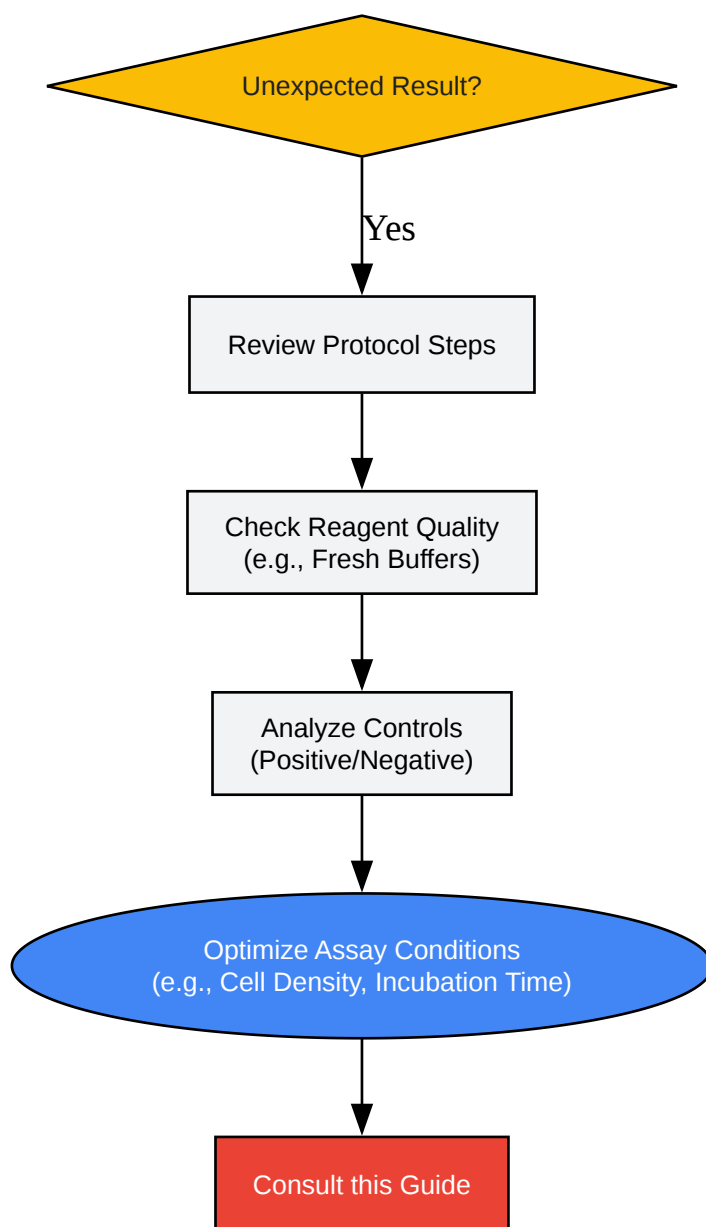 Unexpected Result?
Yes
Review Protocol Steps
Check Reagent Quality
(e.g., Fresh Buffers)
Analyze Controls
(Positive/Negative)
Optimize Assay Conditions
(e.g., Cell Density, Incubation Time)
Consult this Guide